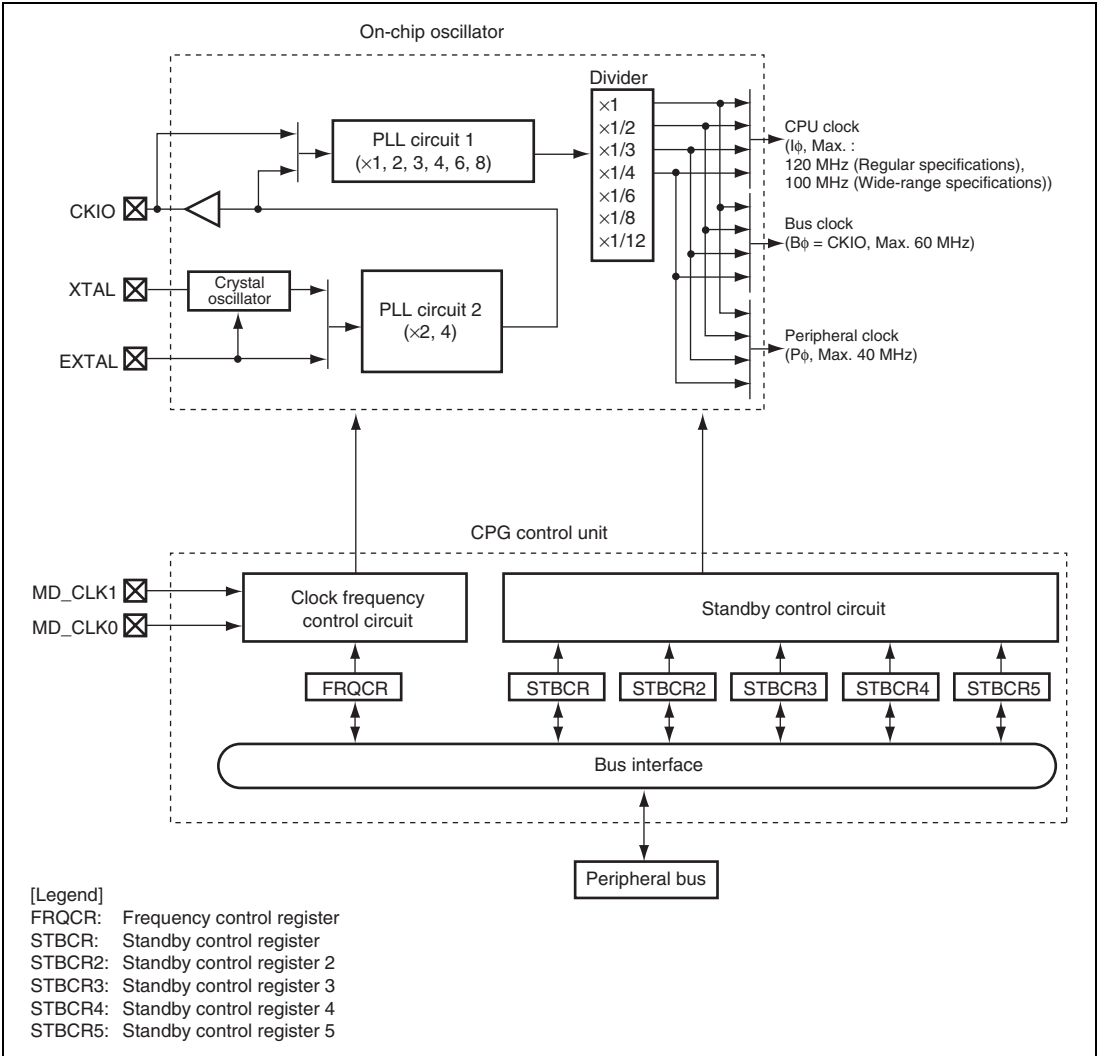 On-chip oscillator
Divider
×1
×1/2
×1/3
×1/4
×1/6
×1/8
×1/12
PLL circuit 1
(×1, 2, 3, 4, 6, 8)
CPU clock
(Iϕ, Max. :
120 MHz (Regular specifications),
100 MHz (Wide-range specifications))
CKIO
Bus clock
(Bϕ = CKIO, Max. 60 MHz)
XTAL
Crystal
oscillator
PLL circuit 2
(×2, 4)
EXTAL
Peripheral clock
(Pϕ, Max. 40 MHz)
CPG control unit
MD_CLK1
MD_CLK0
Clock frequency
control circuit
Standby control circuit
FRQCR
STBCR
STBCR2
STBCR3
STBCR4
STBCR5
Bus interface
Peripheral bus
[Legend]
FRQCR: Frequency control register
STBCR: Standby control register
STBCR2: Standby control register 2
STBCR3: Standby control register 3
STBCR4: Standby control register 4
STBCR5: Standby control register 5